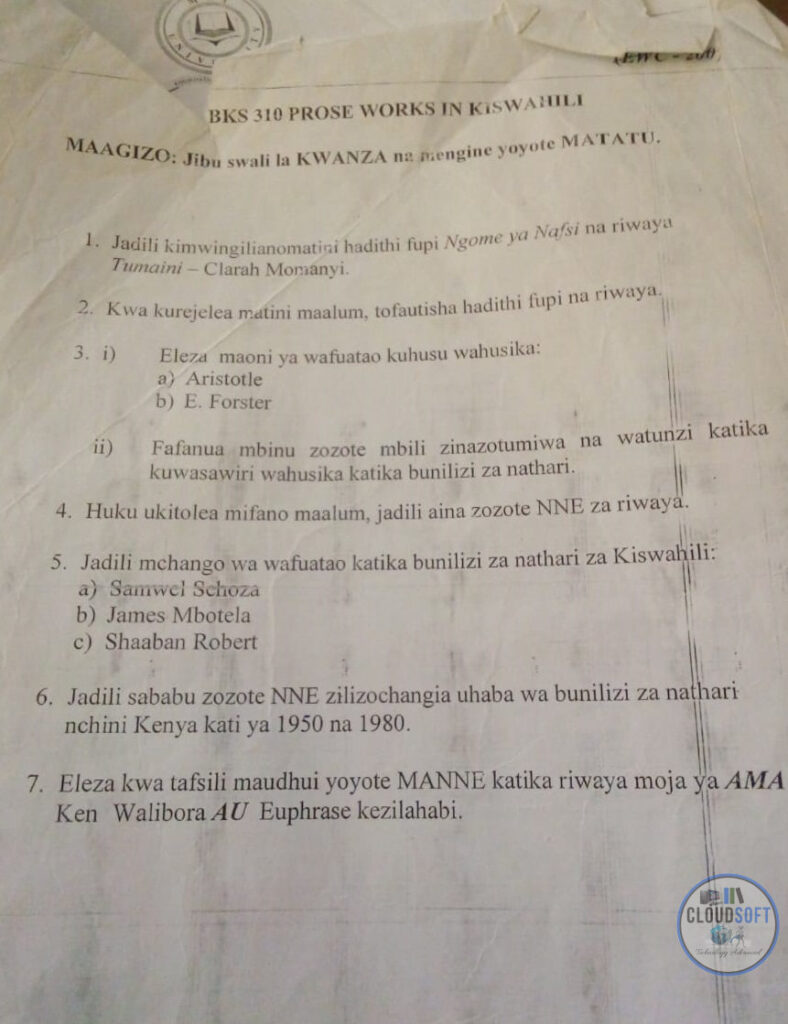 (EWC - 200)
BKS 310 PROSE WORKS IN KISWAHILI
MAAGIZO: Jibu swali la KWANZA na mengine yoyote MATATU.
1. Jadili kimwingilianomatini hadithi fupi Ngome ya Nafsi na riwaya
Tumaini – Clarah Momanyi.
2. Kwa kurejelea matini maalum, tofautisha hadithi fupi na riwaya.
3. i) Eleza maoni ya wafuatao kuhusu wahusika:
a) Aristotle
b) E. Forster
ii) Fafanua mbinu zozote mbili zinazotumiwa na watunzi katika
kuwasawiri wahusika katika bunilizi za nathari.
4. Huku ukitolea mifano maalum, jadili aina zozote NNE za riwaya.
5. Jadili mchango wa wafuatao katika bunilizi za nathari za Kiswahili:
a) Samwel Sehoza
b) James Mbotela
c) Shaaban Robert
6. Jadili sababu zozote NNE zilizochangia uhaba wa bunilizi za nathari
nchini Kenya kati ya 1950 na 1980.
7. Eleza kwa tafsili maudhui yoyote MANNE katika riwaya moja ya AMA
Ken Walibora AU Euphrase kezilahabi.
CLOUDSOFT